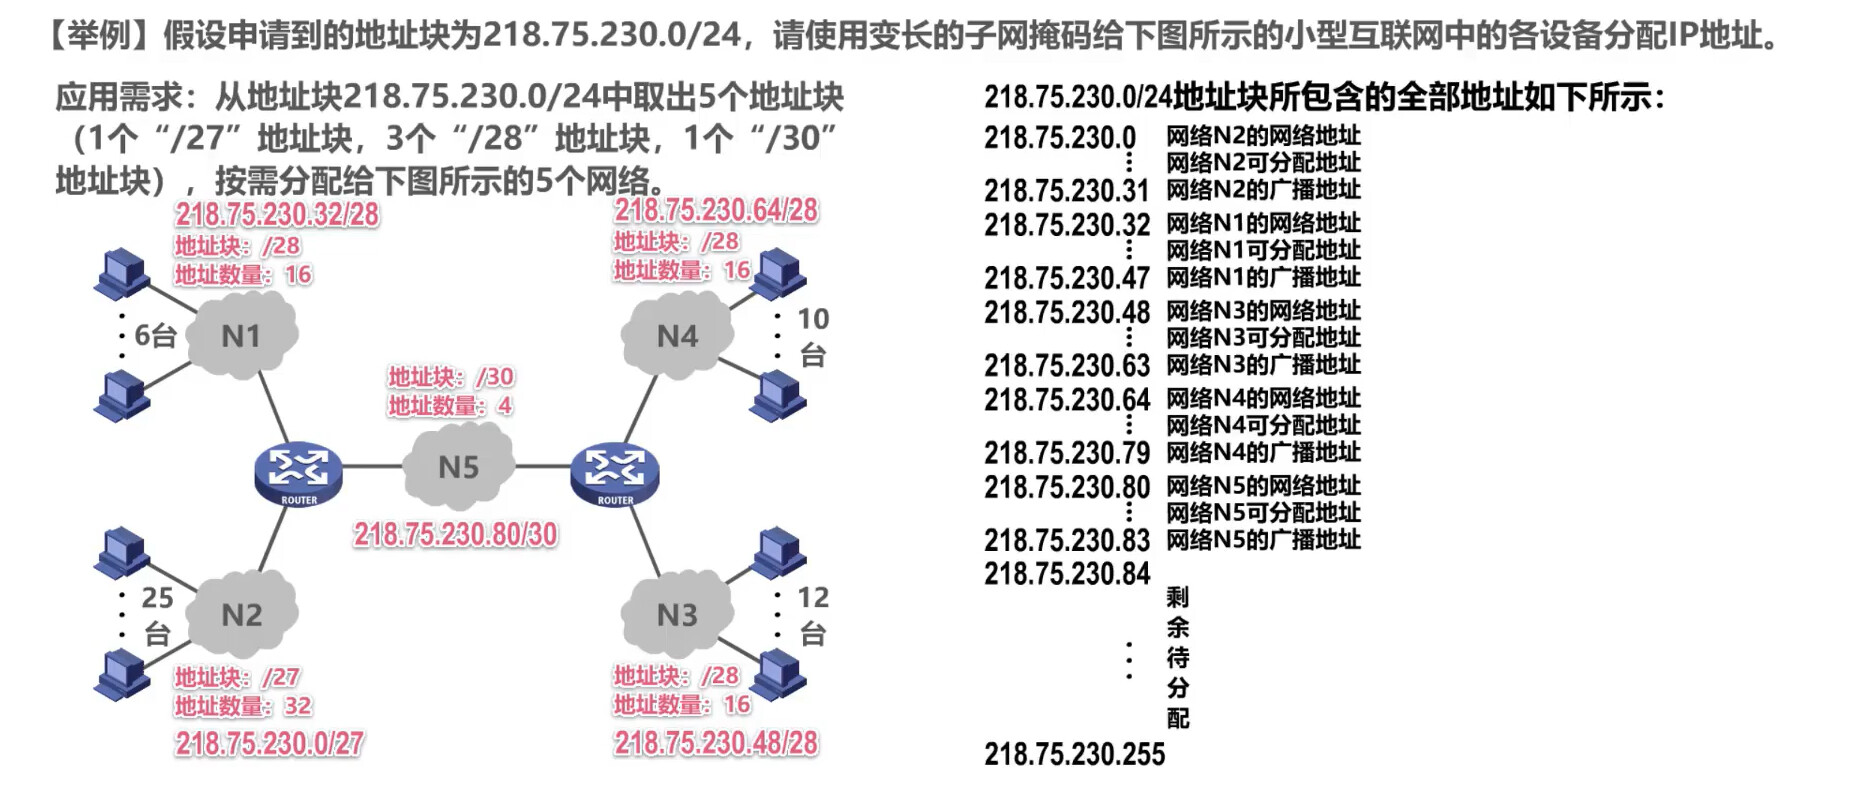 【举例】假设申请到的地址块为218.75.230.0/24，请使用变长的子网掩码给下图所示的小型互联网中的各设备分配IP地址。
应用需求：从地址块218.75.230.0/24中取出5个地址块
（1个“/27”地址块，3个“/28”地址块，1个“/30”
地址块），按需分配给下图所示的5个网络。
218.75.230.32/28
地址块：/28
地址数量：16
N1
6台
218.75.230.64/28
地址块：/28
地址数量：16
N4
10
台
地址块：/30
地址数量：4
N5
ROUTER
ROUTER
218.75.230.80/30
25
台
N2
地址块：/27
地址数量：32
218.75.230.0/27
N3
12
台
地址块：/28
地址数量：16
218.75.230.48/28
218.75.230.0/24地址块所包含的全部地址如下所示：
218.75.230.0 网络N2的网络地址
网络N2可分配地址
218.75.230.31 网络N2的广播地址
218.75.230.32 网络N1的网络地址
网络N1可分配地址
218.75.230.47 网络N1的广播地址
218.75.230.48 网络N3的网络地址
网络N3可分配地址
218.75.230.63 网络N3的广播地址
218.75.230.64 网络N4的网络地址
网络N4可分配地址
218.75.230.79 网络N4的广播地址
218.75.230.80 网络N5的网络地址
网络N5可分配地址
218.75.230.83 网络N5的广播地址
218.75.230.84
剩
余
待
分
配
218.75.230.255